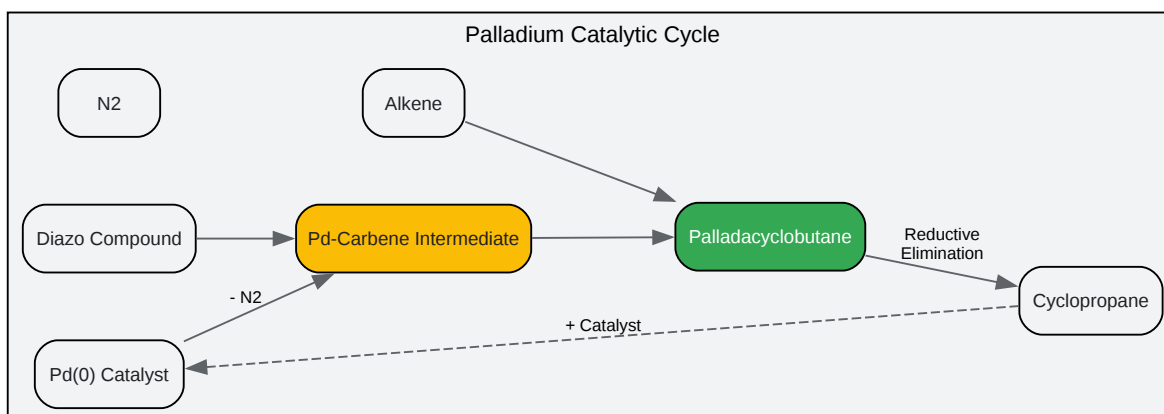 Palladium Catalytic Cycle
N2
Alkene
Diazo Compound
Pd-Carbene Intermediate
Palladacyclobutane
Reductive
Elimination
Cyclopropane
- N2
+ Catalyst
Pd(0) Catalyst